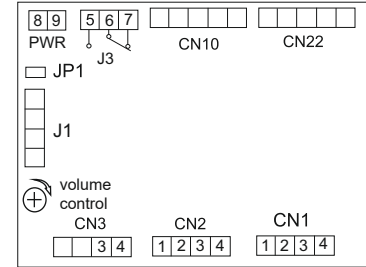 8 9 5 6 7
PWR J3 CN10 CN22
JP1
J1
volume
control
CN3 CN2 CN1
3 4 1 2 3 4 1 2 3 4